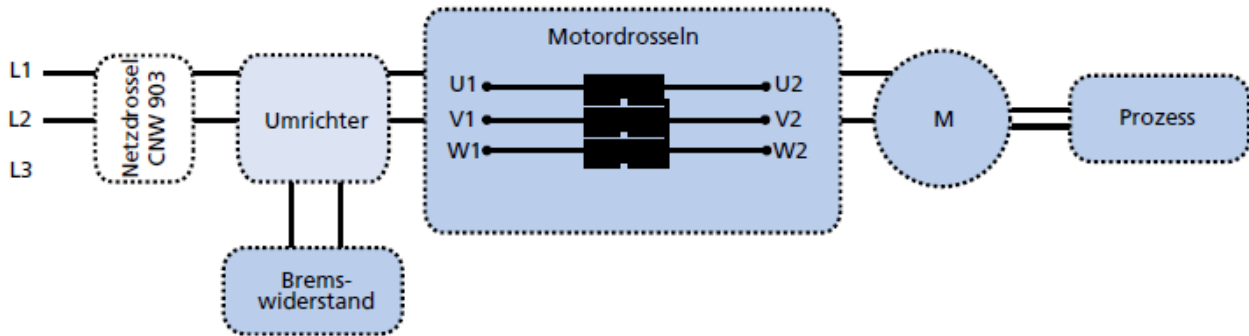 L1
L2
L3
Netzdrossel
CNW 903
Umrichter
Brems-
widerstand
Motordrosseln
U1
U2
V1
V2
W1
W2
M
Prozess